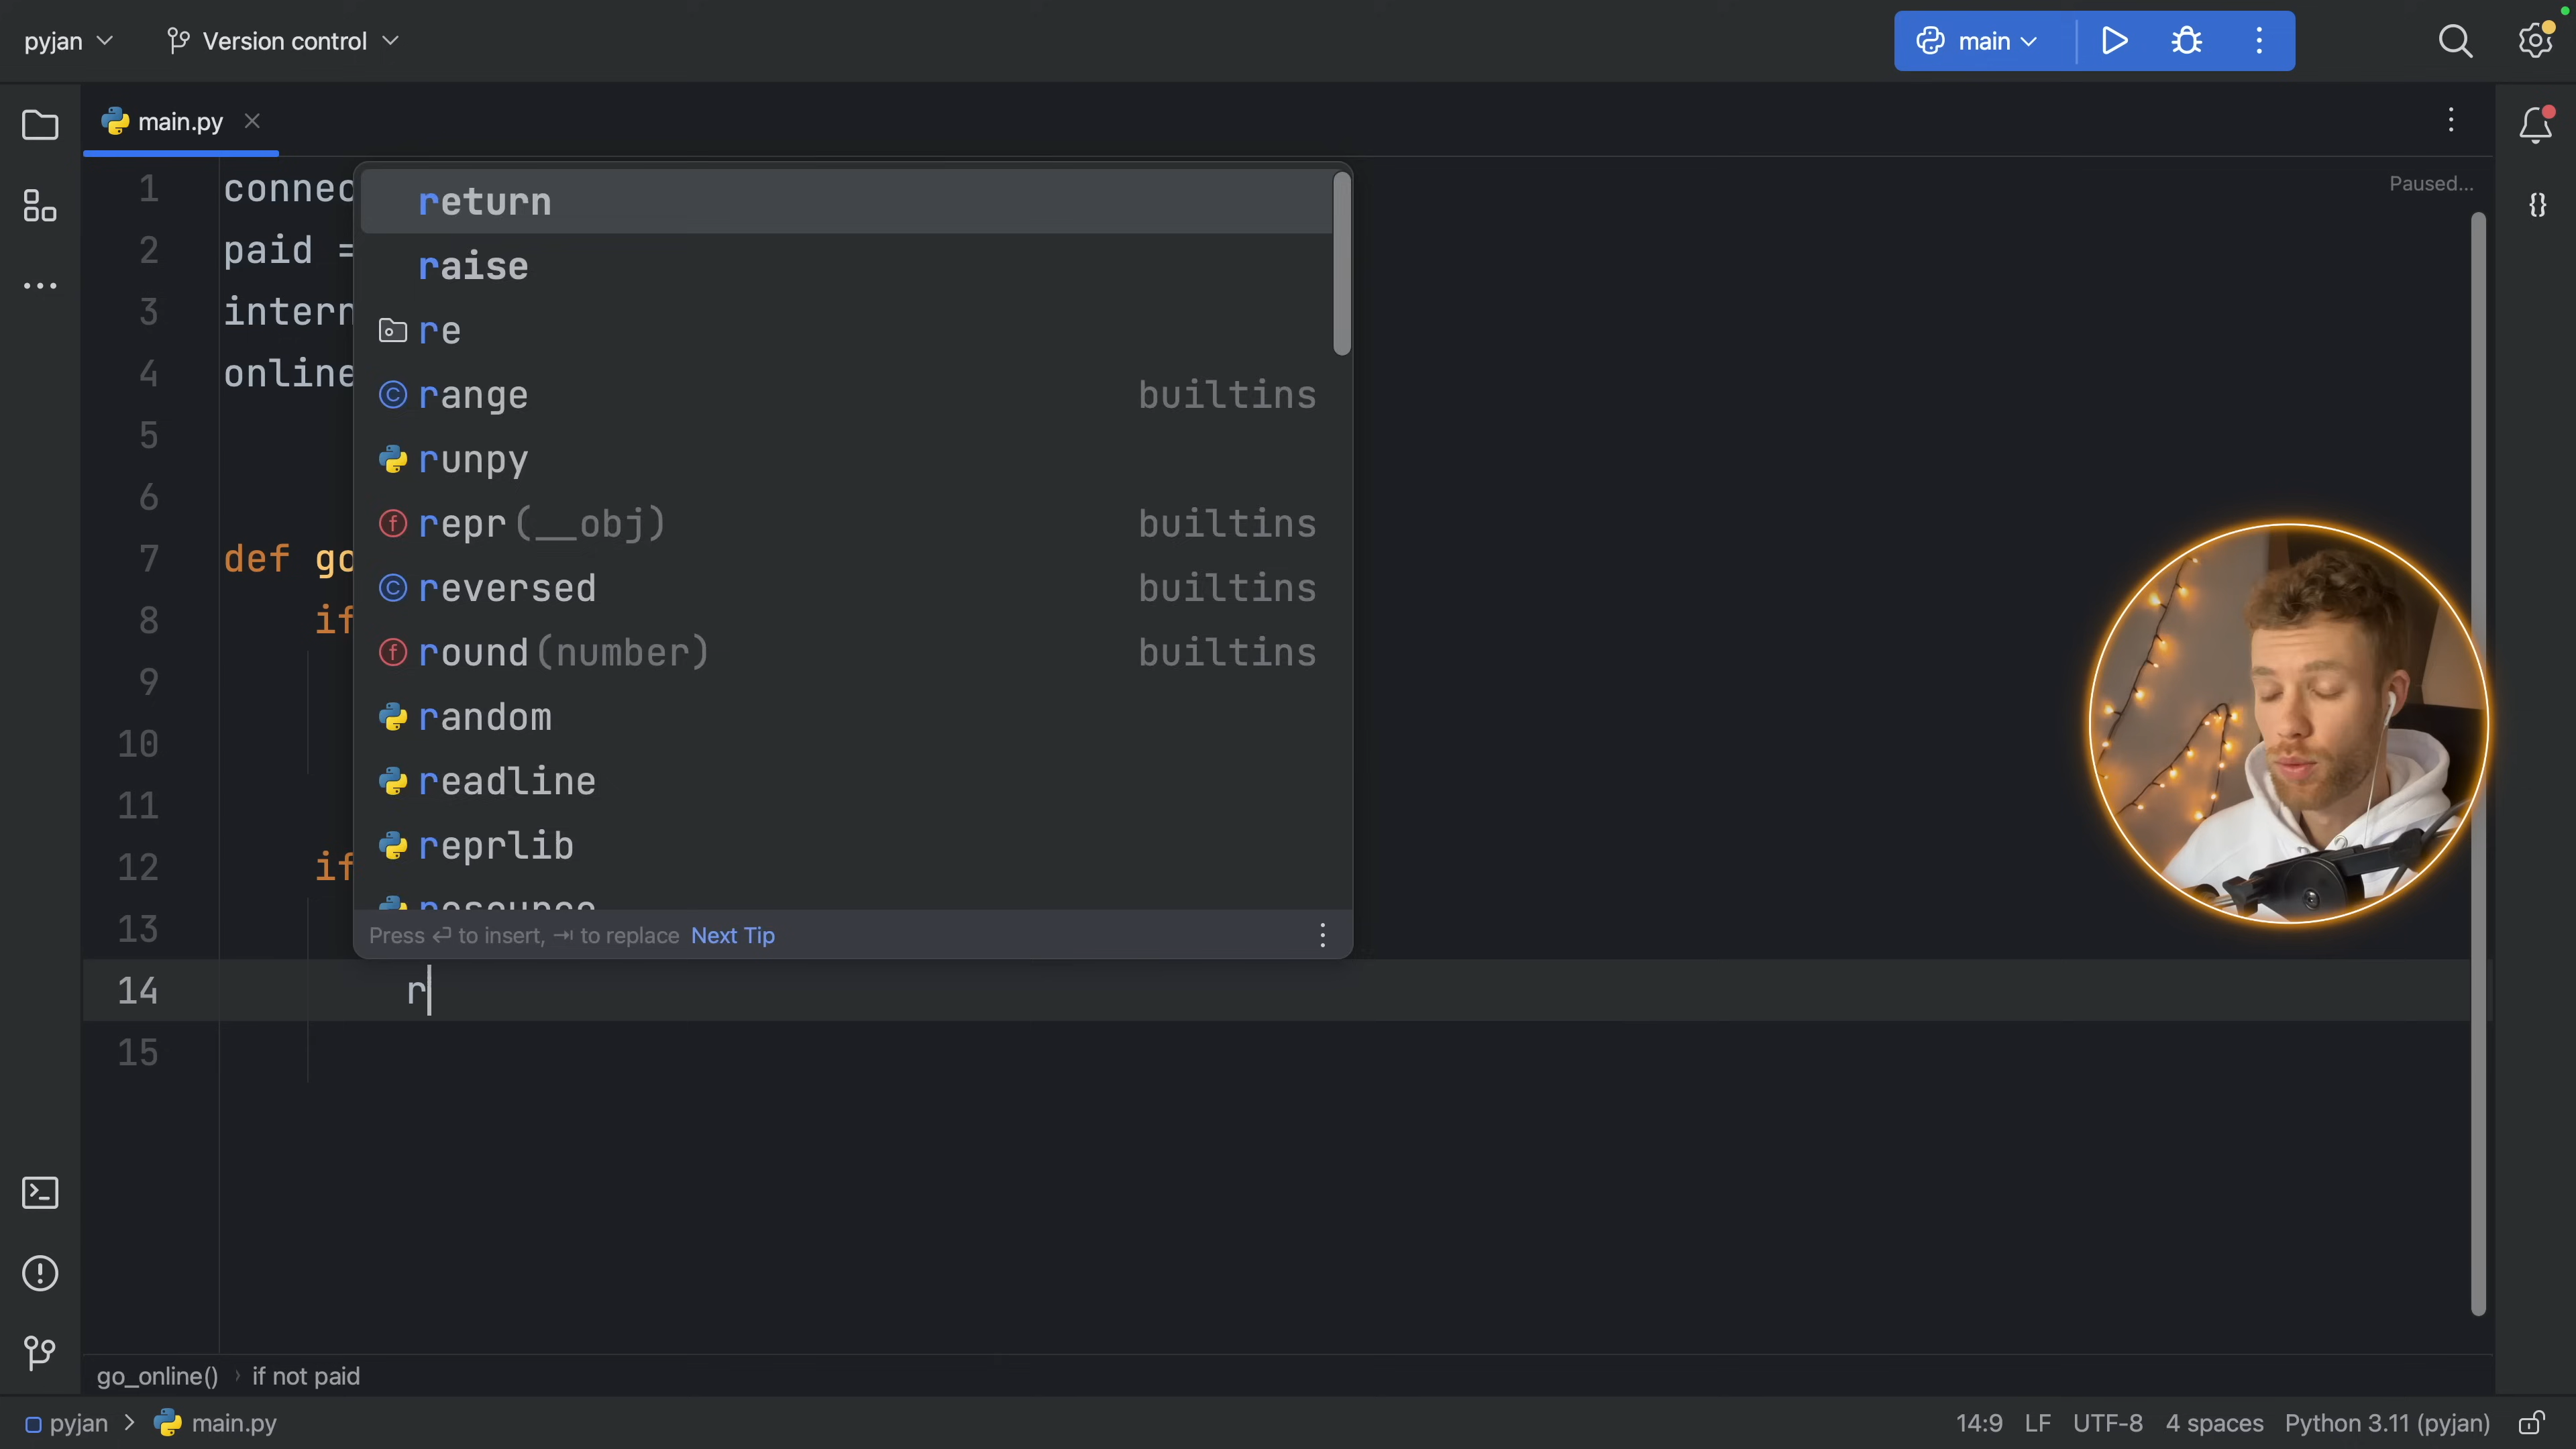 pyjan
Version control
main
main.py
Paused...
1 connec
2 paid =
3 intern
4 online
5
6
7 def go
8 if
9
10
11
12 if
13
14 r
15
return
raise
re
range builtins
runpy
repr(__obj) builtins
reversed builtins
round(number) builtins
random
readline
reprlib
resource
Press ⏎ to insert, ⇥ to replace Next Tip
go_online() › if not paid
pyjan > main.py
14:9 LF UTF-8 4 spaces Python 3.11 (pyjan)